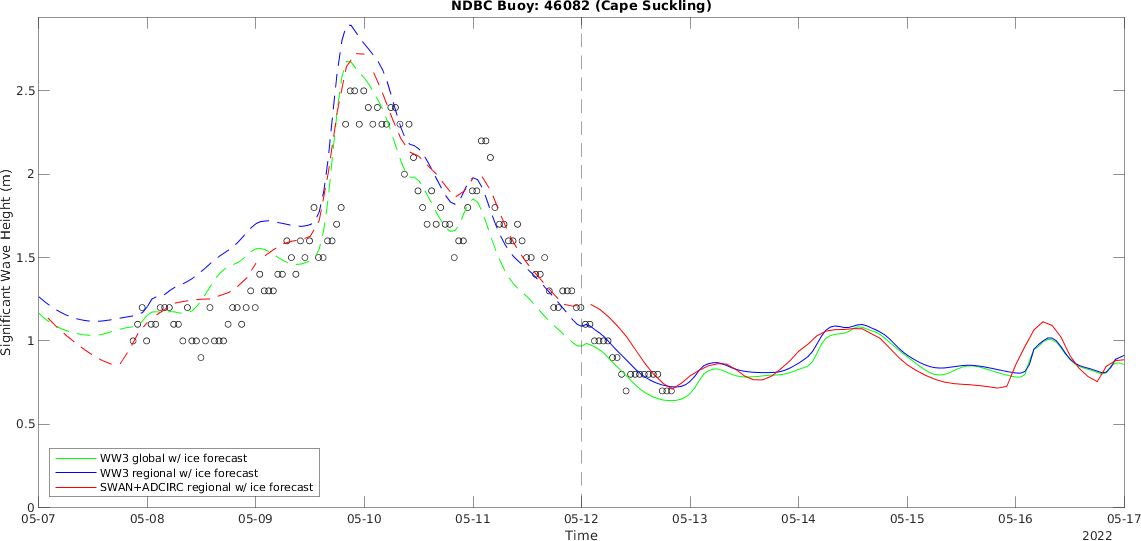 NDBC Buoy: 46082 (Cape Suckling)
Significant Wave Height (m)
2.5
2
1.5
1
0.5
0
WW3 global w/ ice forecast
WW3 regional w/ ice forecast
SWAN+ADCIRC regional w/ ice forecast
05-07 05-08 05-09 05-10 05-11 05-12 05-13 05-14 05-15 05-16 05-17
Time
2022